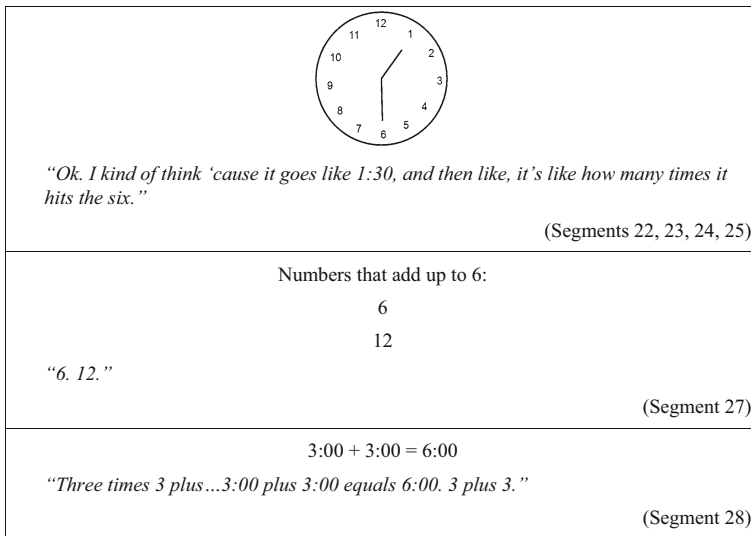 12
11
1
10
2
9
3
8
4
7
5
6
“Ok. I kind of think ‘cause it goes like 1:30, and then like, it’s like how many times it
hits the six.”
(Segments 22, 23, 24, 25)
Numbers that add up to 6:
6
12
“6. 12.”
(Segment 27)
3:00 + 3:00 = 6:00
“Three times 3 plus…3:00 plus 3:00 equals 6:00. 3 plus 3.”
(Segment 28)